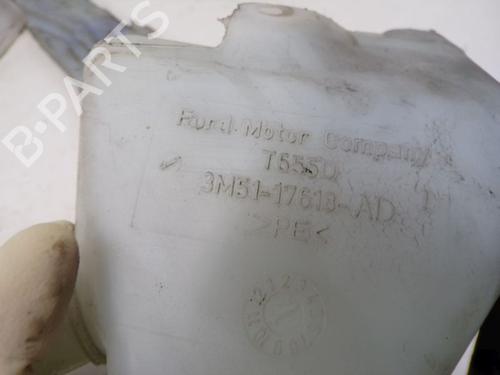 B-PARTS
Ford Motor Company
T555D
3M51-17618-AD
>PE<